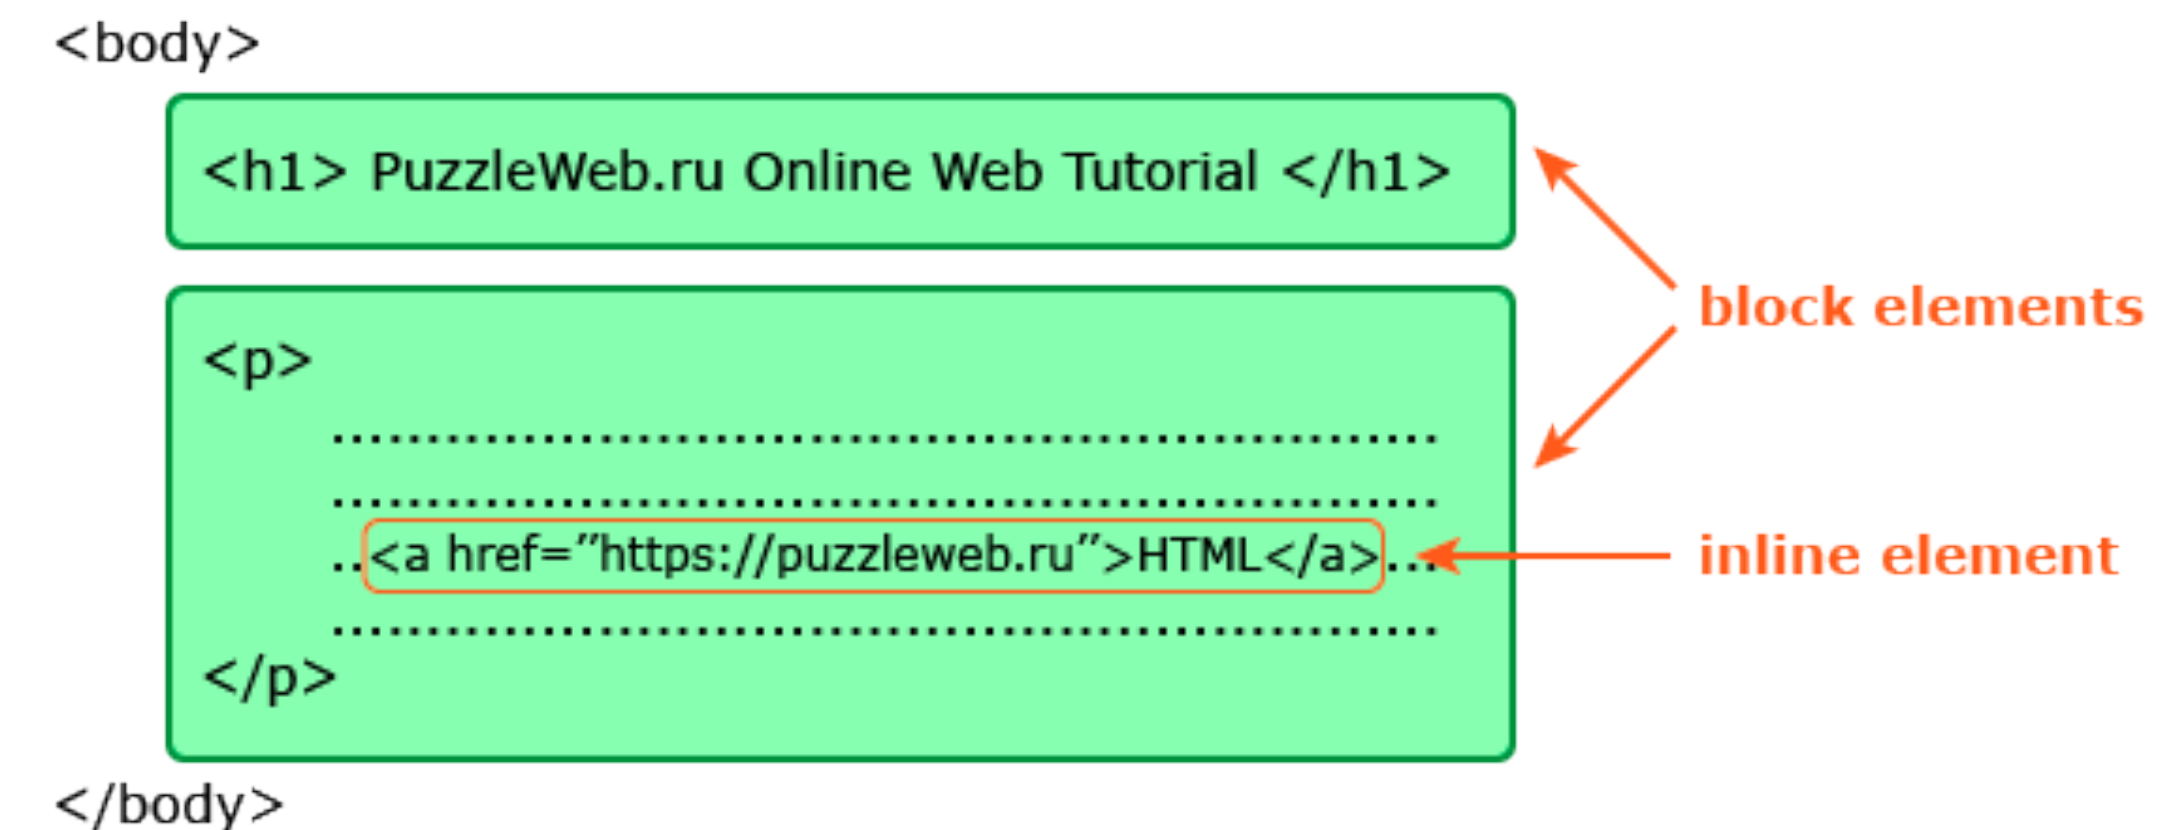 <body>
<h1> PuzzleWeb.ru Online Web Tutorial </h1>
block elements
<p>
..........................................................
..........................................................
..<a href=”https://puzzleweb.ru”>HTML</a>...
inline element
..........................................................
</p>
</body>